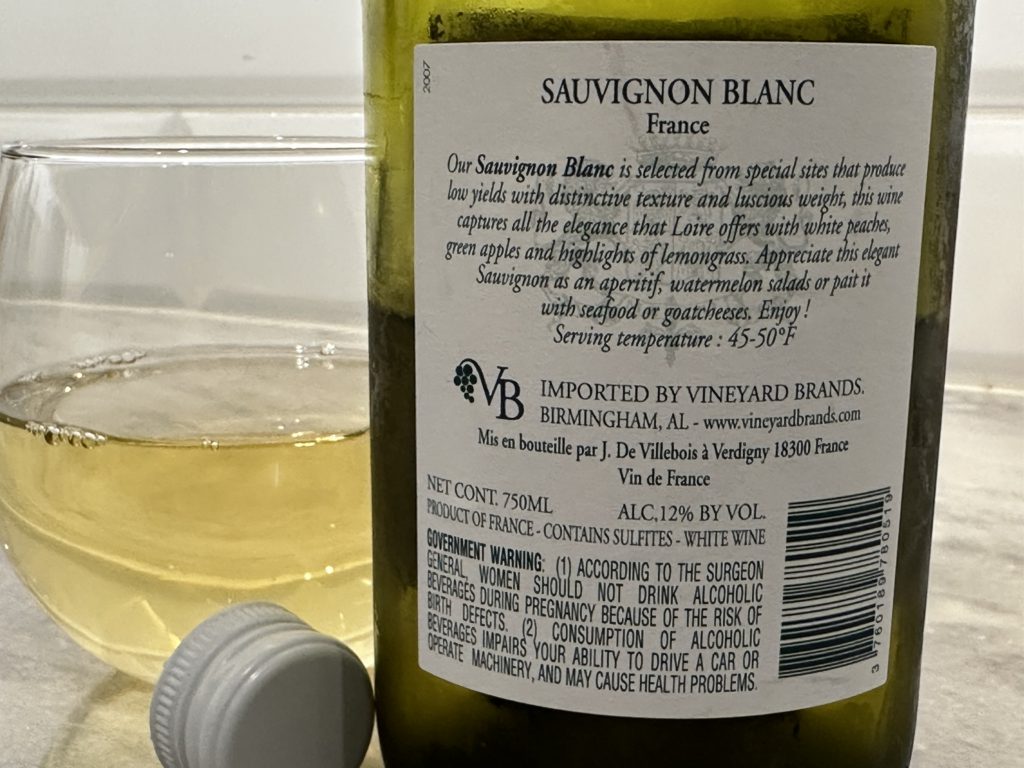 2007
SAUVIGNON BLANC
France
Our Sauvignon Blanc is selected from special sites that produce
low yields with distinctive texture and luscious weight, this wine
captures all the elegance that Loire offers with white peaches,
green apples and highlights of lemongrass. Appreciate this elegant
Sauvignon as an aperitif, watermelon salads or pait it
with seafood or goatcheeses. Enjoy !
Serving temperature : 45-50°F
VB
IMPORTED BY VINEYARD BRANDS.
BIRMINGHAM, AL - www.vineyardbrands.com
Mis en bouteille par J. De Villebois à Verdigny 18300 France
Vin de France
NET CONT. 750ML
ALC,12% BY VOL.
PRODUCT OF FRANCE - CONTAINS SULFITES - WHITE WINE
GOVERNMENT WARNING: (1) ACCORDING TO THE SURGEON
GENERAL, WOMEN SHOULD NOT DRINK ALCOHOLIC
BEVERAGES DURING PREGNANCY BECAUSE OF THE RISK OF
BIRTH DEFECTS. (2) CONSUMPTION OF ALCOHOLIC
BEVERAGES IMPAIRS YOUR ABILITY TO DRIVE A CAR OR
OPERATE MACHINERY, AND MAY CAUSE HEALTH PROBLEMS.
3 760189 780519